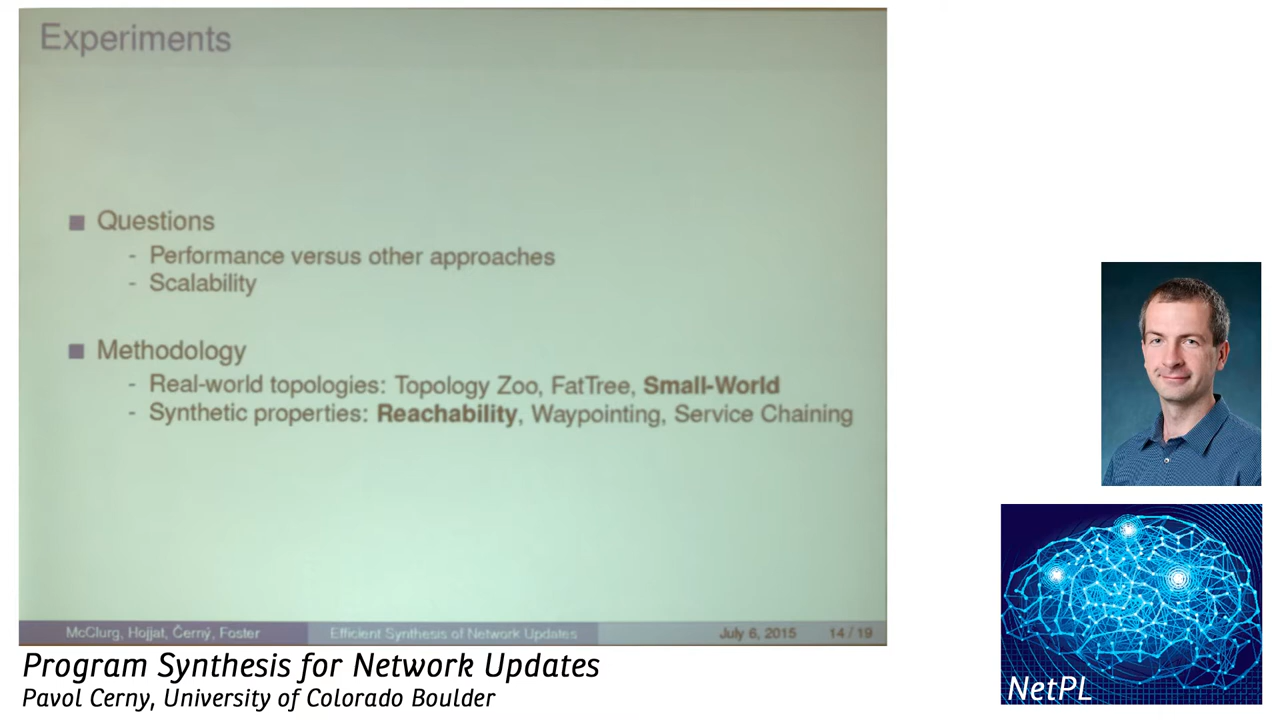 Experiments
■ Questions
- Performance versus other approaches
- Scalability
■ Methodology
- Real-world topologies: Topology Zoo, FatTree, Small-World
- Synthetic properties: Reachability, Waypointing, Service Chaining
McClurg, Hojjat, Černý, Foster
Efficient Synthesis of Network Updates
July 6, 2015
14 / 19
Program Synthesis for Network Updates
Pavol Cerny, University of Colorado Boulder
NetPL